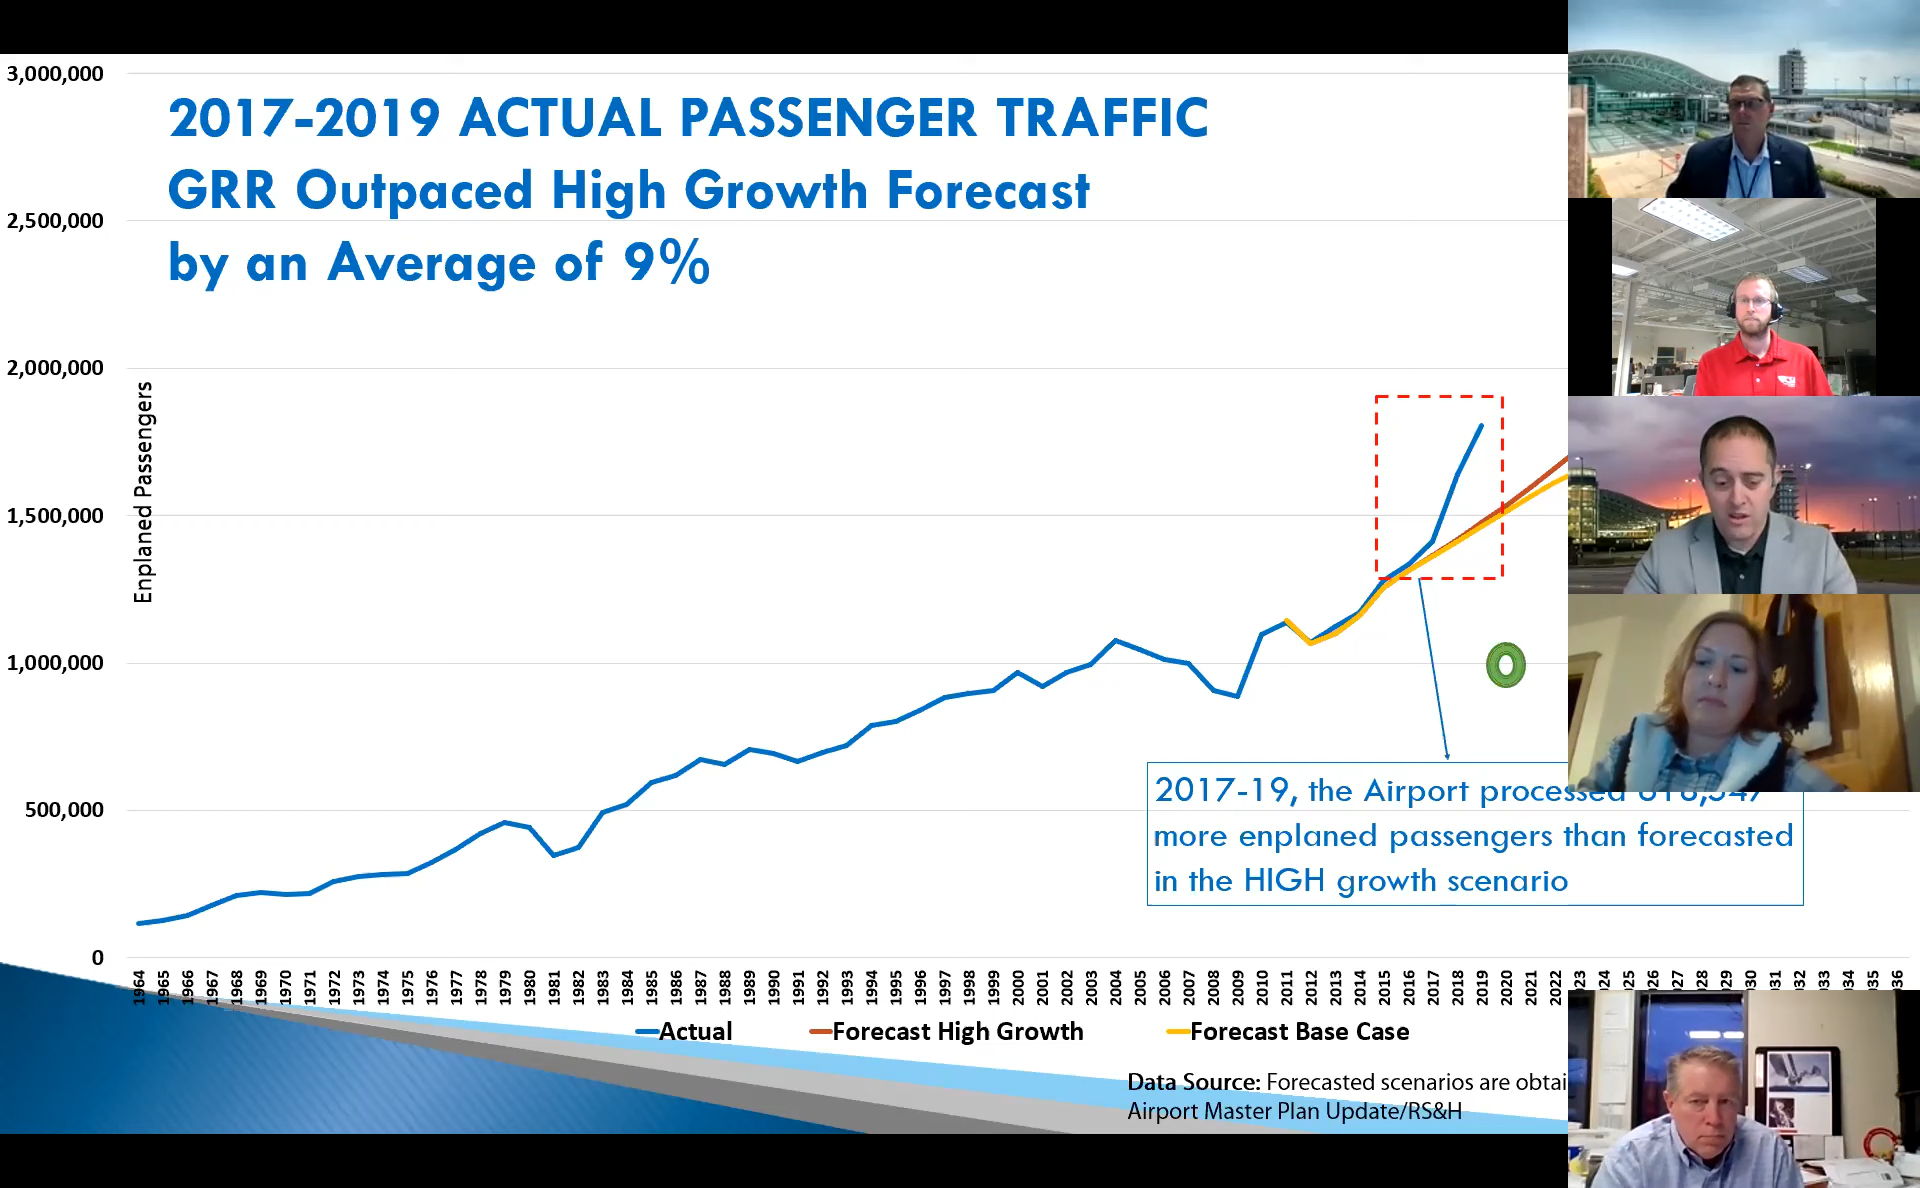 3,000,000
2017-2019 ACTUAL PASSENGER TRAFFIC
GRR Outpaced High Growth Forecast
by an Average of 9%
2,500,000
2,000,000
1,500,000
1,000,000
500,000
0
Enplaned Passengers
2017-19, the Airport processed
more enplaned passengers than forecasted
in the HIGH growth scenario
1964 1965 1966 1967 1968 1969 1970 1971 1972 1973 1974 1975 1976 1977 1978 1979 1980 1981 1982 1983 1984 1985 1986 1987 1988 1989 1990 1991 1992 1993 1994 1995 1996 1997 1998 1999 2000 2001 2002 2003 2004 2005 2006 2007 2008 2009 2010 2011 2012 2013 2014 2015 2016 2017 2018 2019 2020 2021 2022
Actual Forecast High Growth Forecast Base Case
Data Source: Forecasted scenarios are
Airport Master Plan Update/RS&H